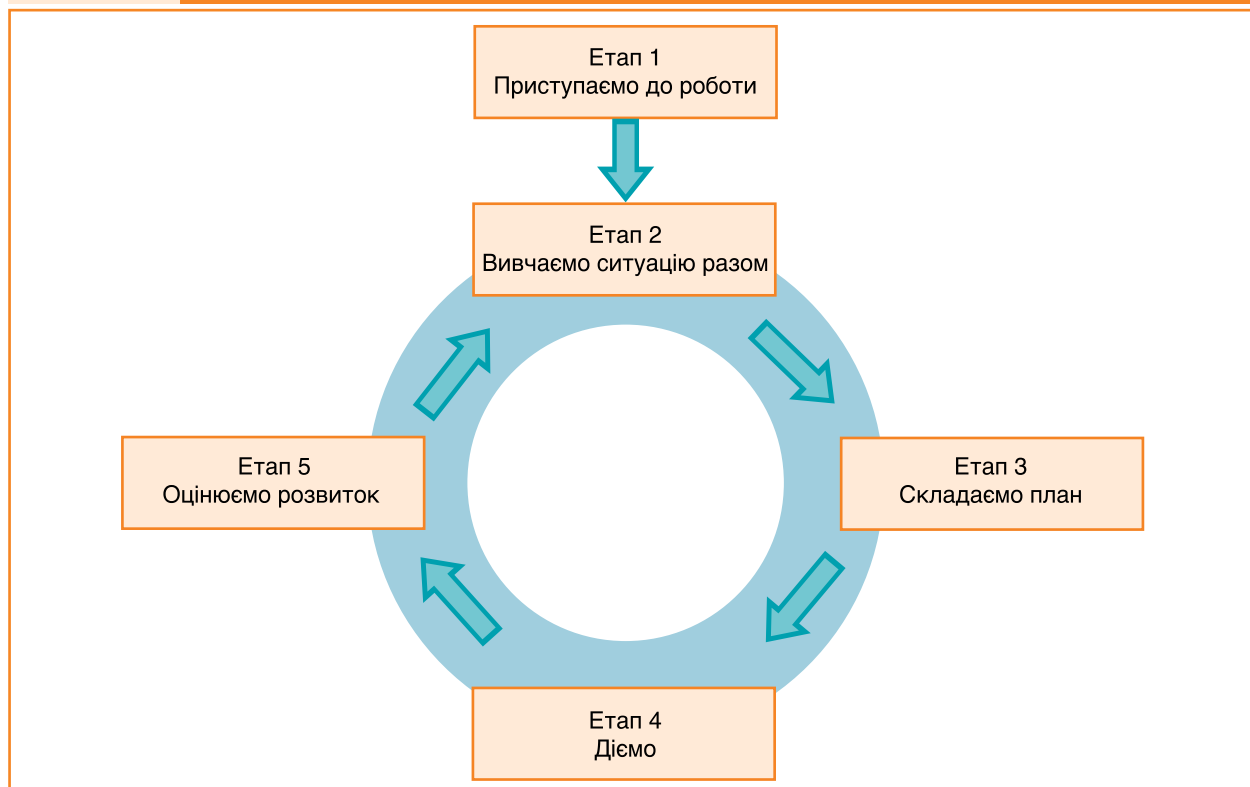 Етап 1
Приступаємо до роботи
Етап 2
Вивчаємо ситуацію разом
Етап 5
Оцінюємо розвиток
Етап 3
Складаємо план
Етап 4
Діємо